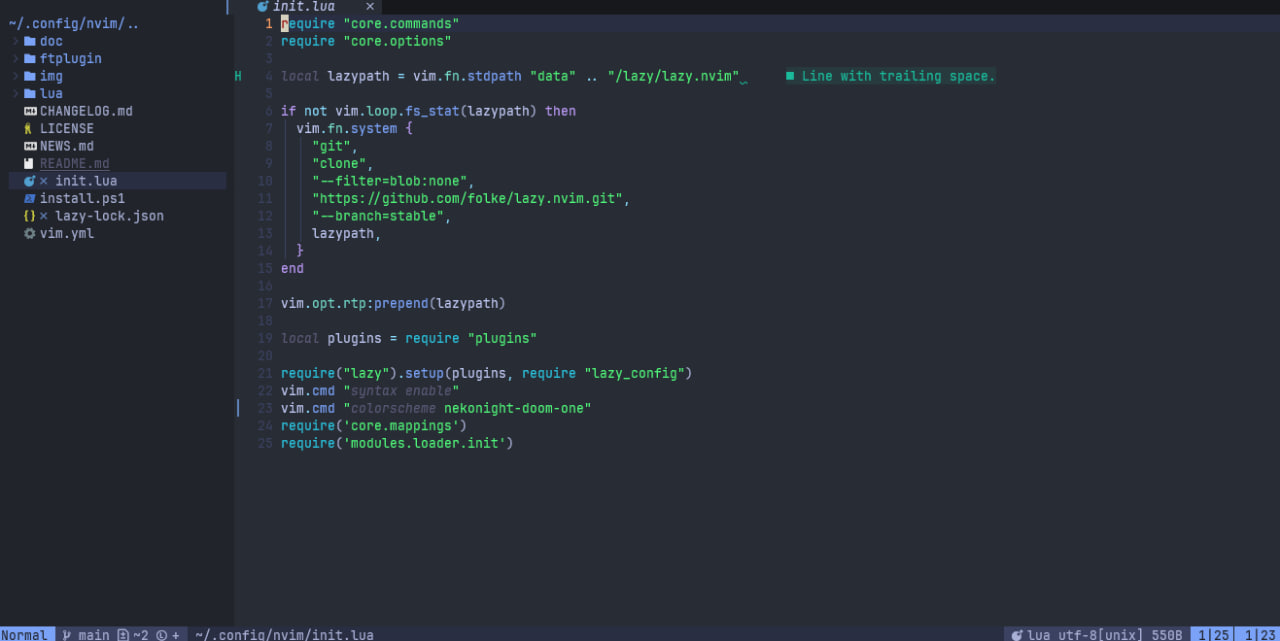 init.lua ×
~/.config/nvim/..
doc
ftplugin
img
lua
CHANGELOG.md
LICENSE
NEWS.md
README.md
× init.lua
install.ps1
{} × lazy-lock.json
vim.yml
1 require "core.commands"
2 require "core.options"
3
H 4 local lazypath = vim.fn.stdpath "data" .. "/lazy/lazy.nvim" ■ Line with trailing space.
5
6 if not vim.loop.fs_stat(lazypath) then
7 vim.fn.system {
8 "git",
9 "clone",
10 "--filter=blob:none",
11 "https://github.com/folke/lazy.nvim.git",
12 "--branch=stable",
13 lazypath,
14 }
15 end
16
17 vim.opt.rtp:prepend(lazypath)
18
19 local plugins = require "plugins"
20
21 require("lazy").setup(plugins, require "lazy_config")
22 vim.cmd "syntax enable"
23 vim.cmd "colorscheme nekonight-doom-one"
24 require('core.mappings')
25 require('modules.loader.init')
Normal main ~2 + ~/.config/nvim/init.lua lua utf-8[unix] 550B 1|25 1|23